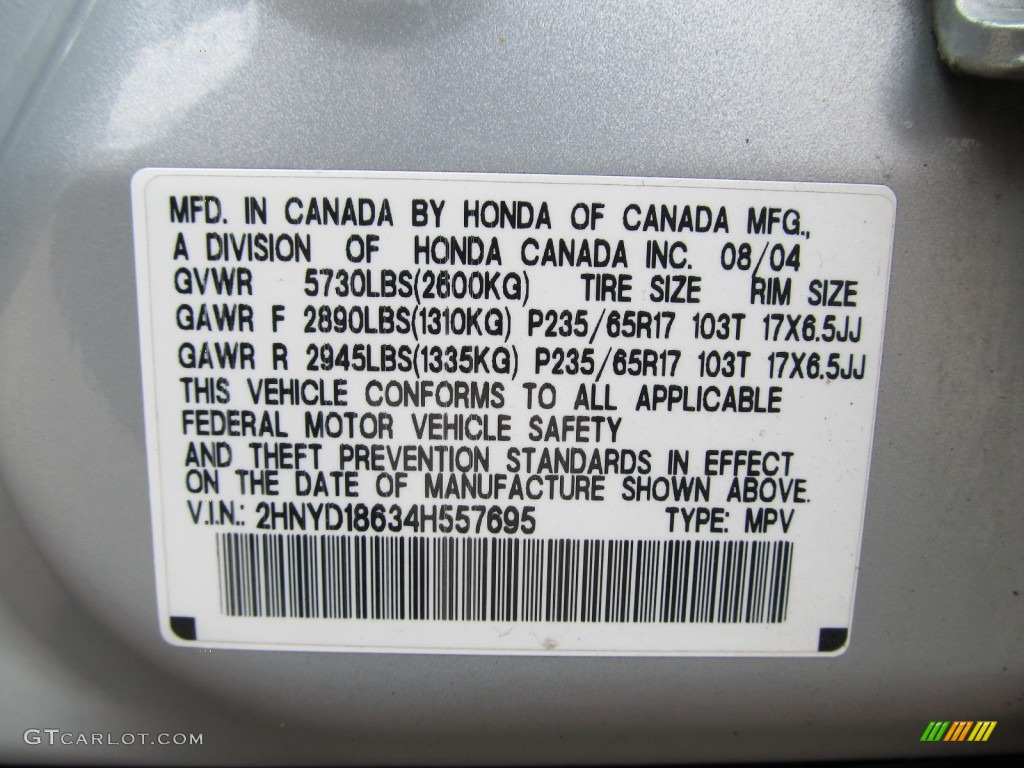 MFD. IN CANADA BY HONDA OF CANADA MFG.,
A DIVISION OF HONDA CANADA INC. 08/04
GVWR 5730LBS(2600KG) TIRE SIZE RIM SIZE
GAWR F 2890LBS(1310KG) P235/65R17 103T 17X6.5JJ
GAWR R 2945LBS(1335KG) P235/65R17 103T 17X6.5JJ
THIS VEHICLE CONFORMS TO ALL APPLICABLE
FEDERAL MOTOR VEHICLE SAFETY
AND THEFT PREVENTION STANDARDS IN EFFECT
ON THE DATE OF MANUFACTURE SHOWN ABOVE.
V.I.N.: 2HNYD18634H557695 TYPE: MPV
GTCARLOT.COM